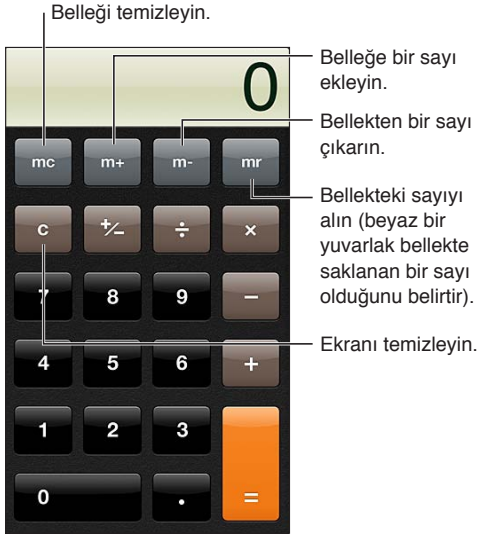 Belleği temizleyin.
0
Belleğe bir sayı
ekleyin.
Bellekten bir sayı
çıkarın.
mc m+ m- mr
Bellekteki sayıyı
alın (beyaz bir
yuvarlak bellekte
saklanan bir sayı
olduğunu belirtir).
c +/− ÷ ×
7 8 9 −
Ekranı temizleyin.
4 5 6 +
1 2 3
0 . =